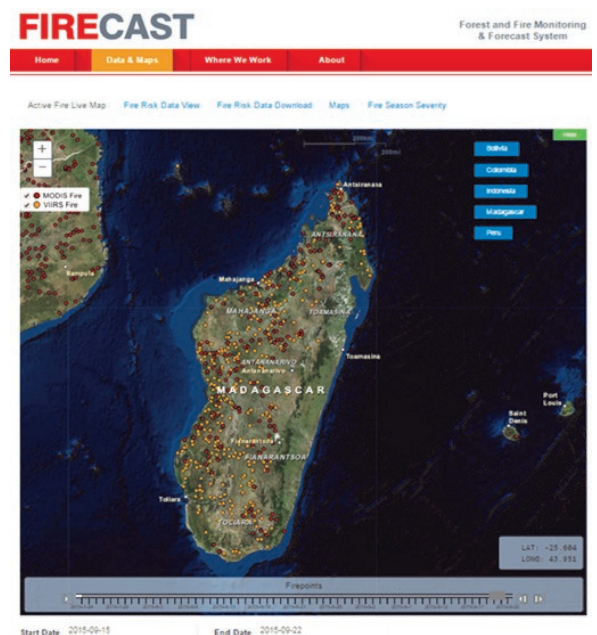 FIRECAST
Forest and Fire Monitoring
& Forecast System
Home Data & Maps Where We Work About
Active Fire Live Map Fire Risk Data View Fire Risk Data Download Maps Fire Season Severity
+
−
MODIS Fire
VIIRS Fire
Bolivia
Colombia
Indonesia
Madagascar
Peru
Antsiranana
ANTSIRANANA
Nampula
Mahajanga
MAHAJANGA
TOAMASINA
Toamasina
ANTANANARIVO
Antananarivo
MADAGASCAR
Port
Louis
Saint
Denis
Fianarantsoa
FIANARANTSOA
Toliara
TOLIARA
LAT: -25.604
LONG: 43.951
Firepoints
Start Date 2015-09-15 End Date 2015-09-22